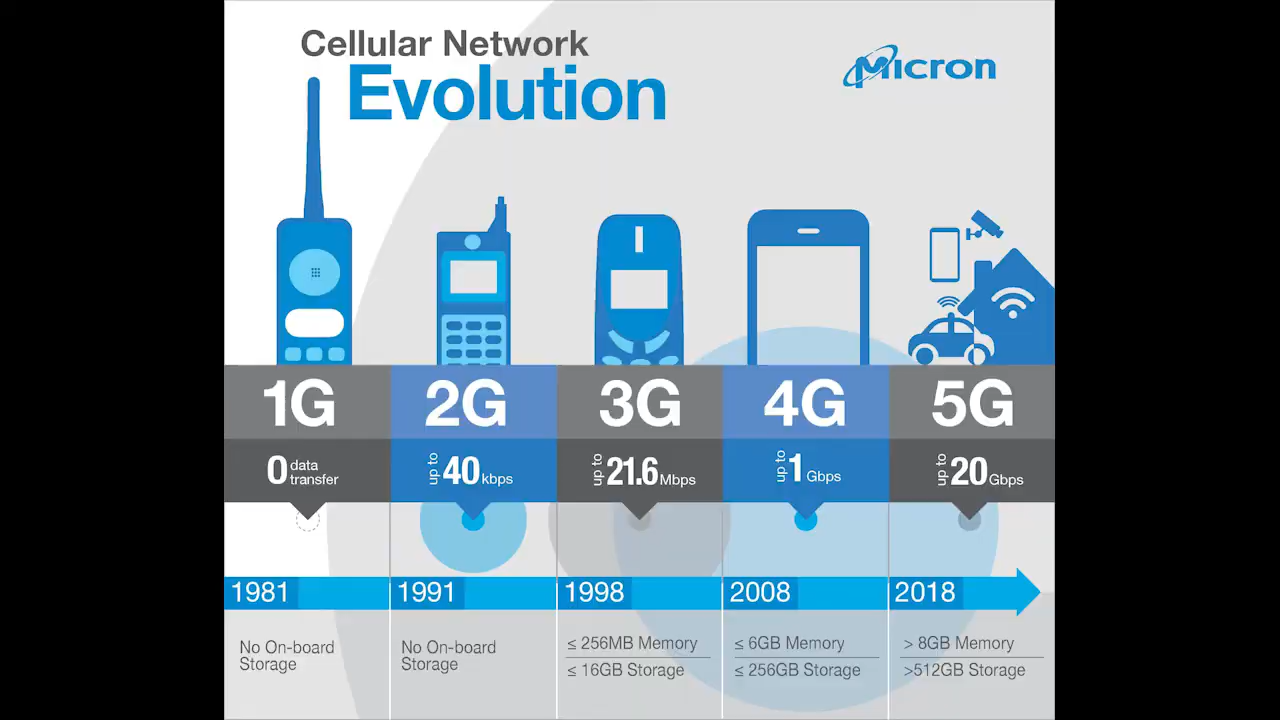 Cellular Network
Evolution
Micron
1G
2G
3G
4G
5G
0 data transfer
up to 40 kbps
up to 21.6 Mbps
up to 1 Gbps
up to 20 Gbps
1981
1991
1998
2008
2018
No On-board
Storage
No On-board
Storage
≤ 256MB Memory
≤ 16GB Storage
≤ 6GB Memory
≤ 256GB Storage
> 8GB Memory
>512GB Storage